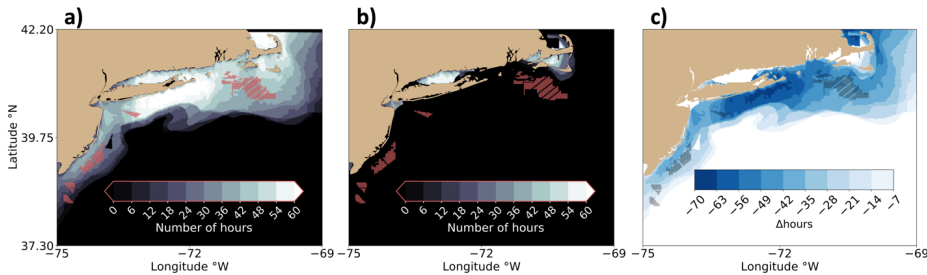 a)
b)
c)
42.20
39.75
37.30
Latitude °N
0 6 12 18 24 30 36 42 48 54 60
Number of hours
0 6 12 18 24 30 36 42 48 54 60
Number of hours
−70 −63 −56 −49 −42 −35 −28 −21 −14 −7
Δhours
−75 −72 −69
Longitude °W
−75 −72 −69
Longitude °W
−75 −72 −69
Longitude °W